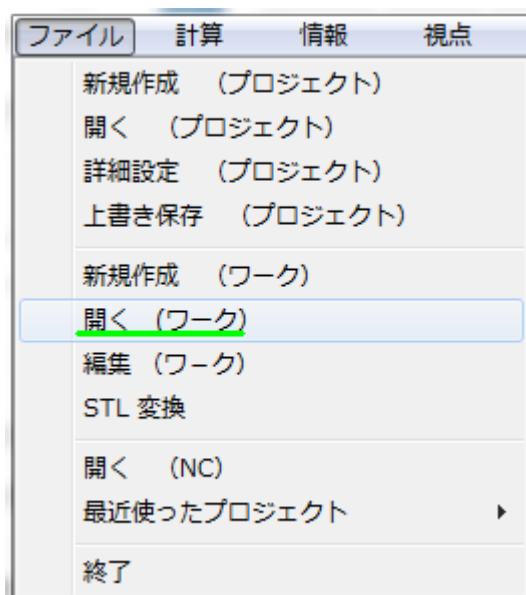 ファイル 計算 情報 視点
新規作成 （プロジェクト）
開く （プロジェクト）
詳細設定 （プロジェクト）
上書き保存 （プロジェクト）
新規作成 （ワーク）
開く （ワーク）
編集 （ワーク）
STL 変換
開く （NC）
最近使ったプロジェクト
終了